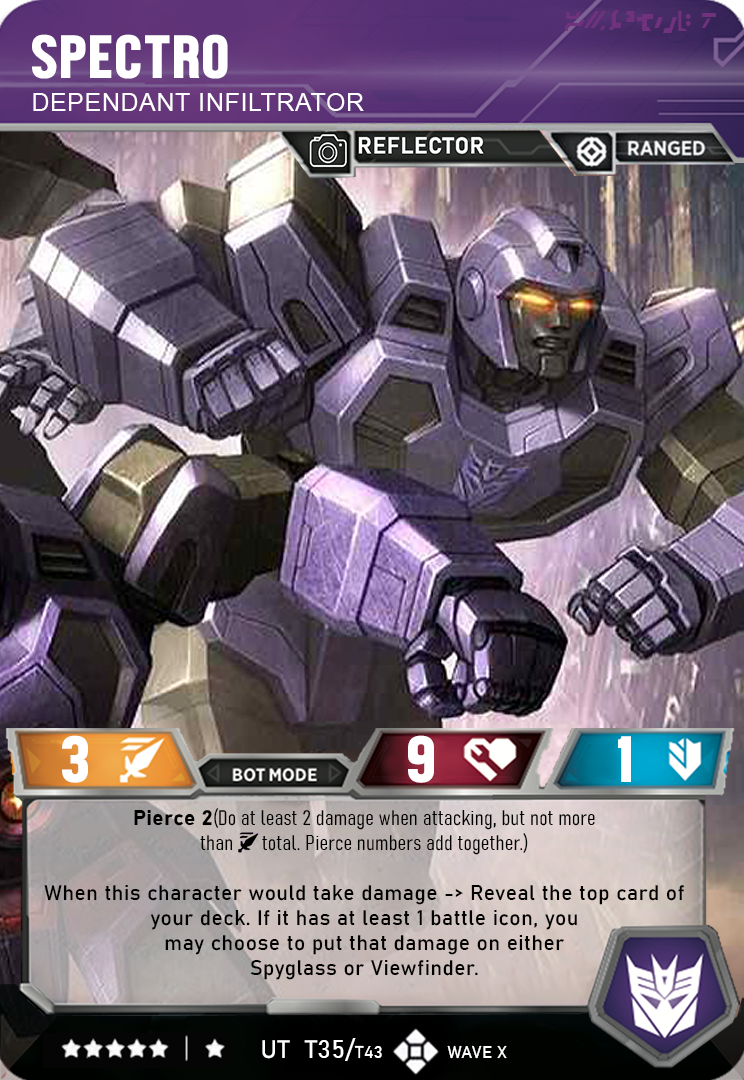 SPECTRO
DEPENDANT INFILTRATOR
REFLECTOR
RANGED
3
BOT MODE
9
1
Pierce 2(Do at least 2 damage when attacking, but not more
than total. Pierce numbers add together.)
When this character would take damage -> Reveal the top card of
your deck. If it has at least 1 battle icon, you
may choose to put that damage on either
Spyglass or Viewfinder.
★★★★★ | ★ UT T35/T43 WAVE X